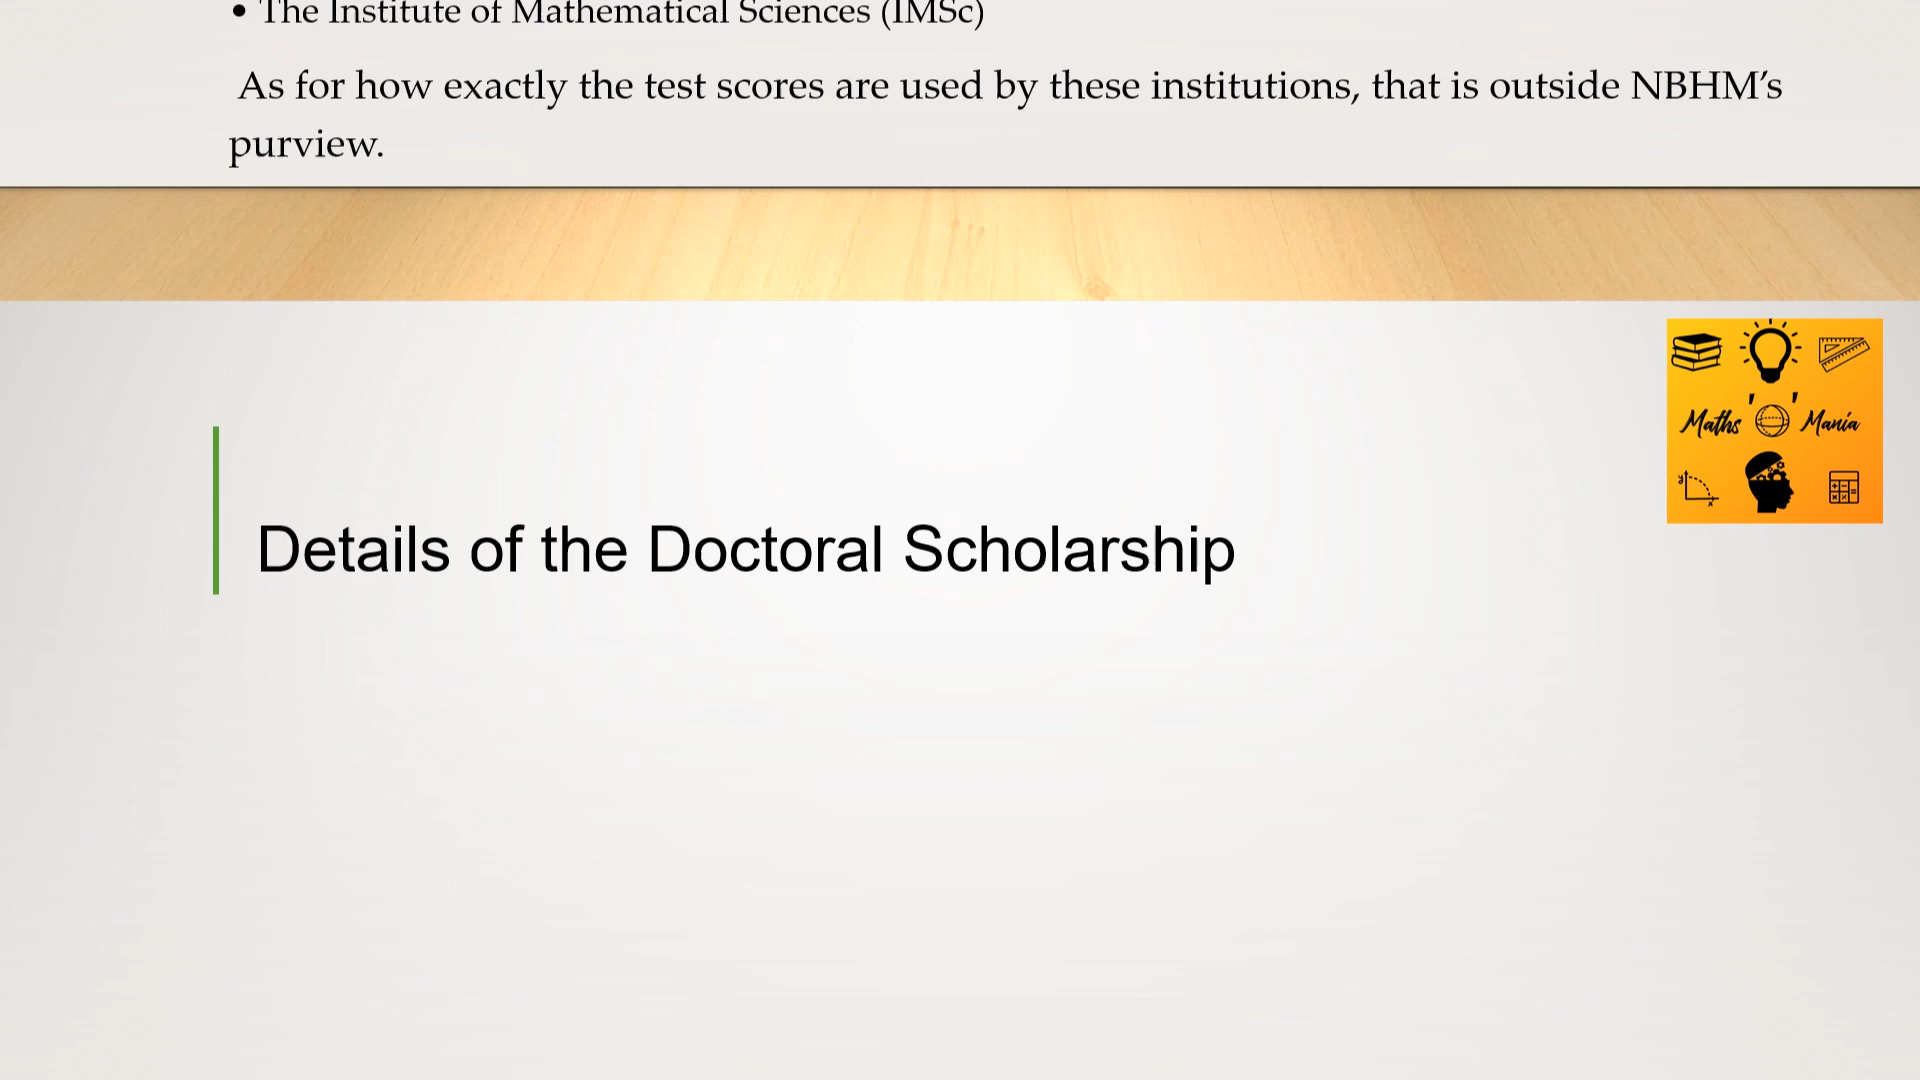 • The Institute of Mathematical Sciences (IMSc)
As for how exactly the test scores are used by these institutions, that is outside NBHM’s
purview.
Maths ' ' Mania
y
x
Details of the Doctoral Scholarship